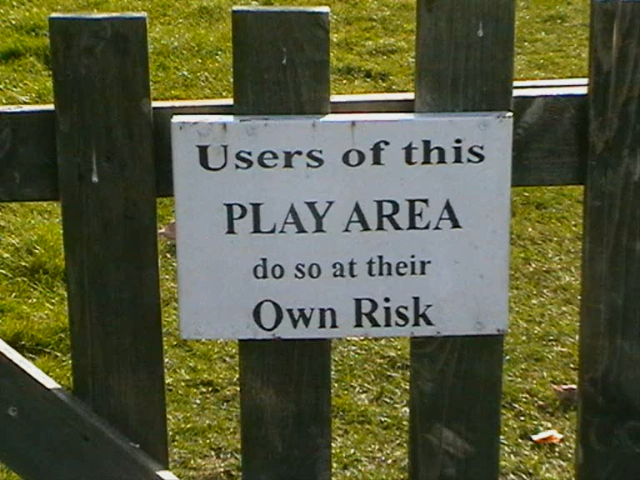 Users of this
PLAY AREA
do so at their
Own Risk